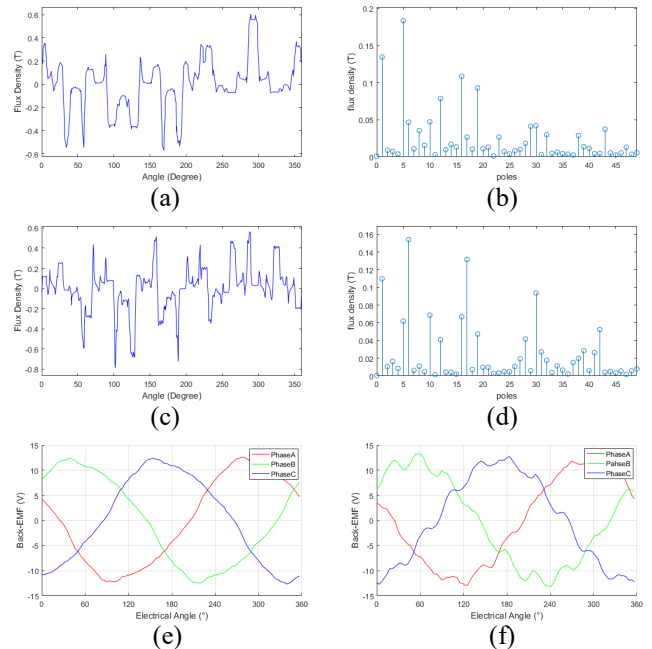 0.6
0.4
0.2
0
-0.2
-0.4
-0.6
Flux Density (T)
0 50 100 150 200 250 300 350
Angle (Degree)
(a)
0.2
0.15
0.1
0.05
0
flux density (T)
0 5 10 15 20 25 30 35 40 45
poles
(b)
0.6
0.4
0.2
0
-0.2
-0.4
-0.6
-0.8
Flux Density (T)
0 50 100 150 200 250 300 350
Angle (Degree)
(c)
0.16
0.14
0.12
0.1
0.08
0.06
0.04
0.02
0
flux density (T)
0 5 10 15 20 25 30 35 40 45
poles
(d)
15
10
5
0
-5
-10
-15
Back-EMF (V)
PhaseA
PhaseB
PhaseC
0 60 120 180 240 300 360
Electrical Angle (°)
(e)
15
10
5
0
-5
-10
-15
Back-EMF (V)
PhaseA
PahseB
PhaseC
0 60 120 180 240 300 360
Electrical Angle (°)
(f)